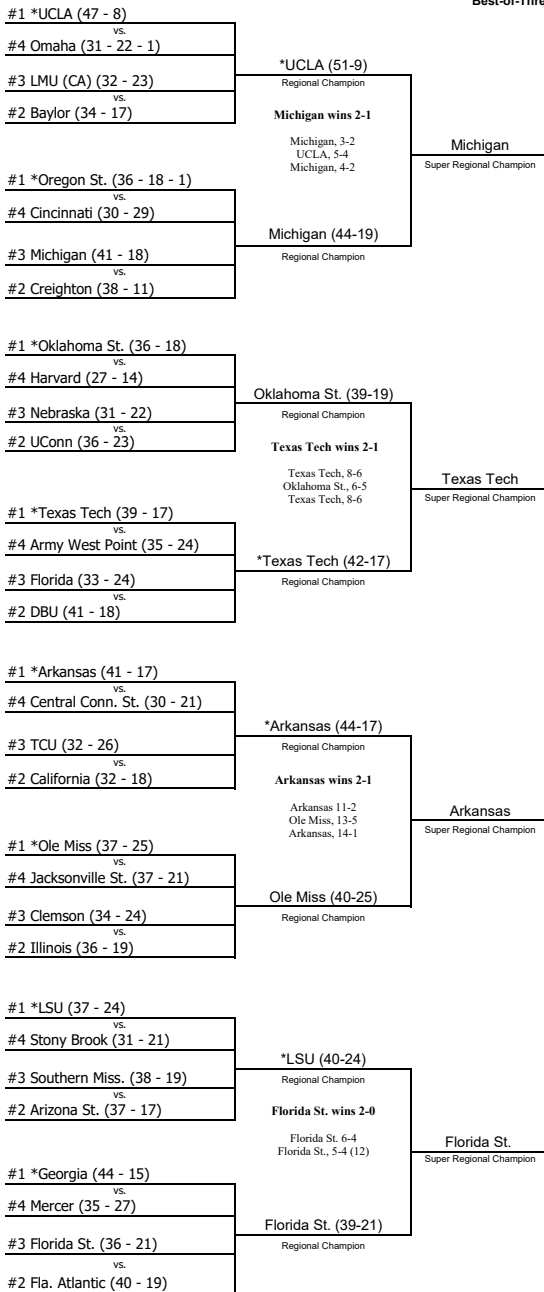 Best-of-Thre
#1 *UCLA (47 - 8)
vs.
#4 Omaha (31 - 22 - 1)
#3 LMU (CA) (32 - 23)
vs.
#2 Baylor (34 - 17)
*UCLA (51-9)
Regional Champion
Michigan wins 2-1
Michigan, 3-2
UCLA, 5-4
Michigan, 4-2
Michigan
Super Regional Champion
#1 *Oregon St. (36 - 18 - 1)
vs.
#4 Cincinnati (30 - 29)
#3 Michigan (41 - 18)
vs.
#2 Creighton (38 - 11)
Michigan (44-19)
Regional Champion
#1 *Oklahoma St. (36 - 18)
vs.
#4 Harvard (27 - 14)
#3 Nebraska (31 - 22)
vs.
#2 UConn (36 - 23)
Oklahoma St. (39-19)
Regional Champion
Texas Tech wins 2-1
Texas Tech, 8-6
Oklahoma St., 6-5
Texas Tech, 8-6
Texas Tech
Super Regional Champion
#1 *Texas Tech (39 - 17)
vs.
#4 Army West Point (35 - 24)
#3 Florida (33 - 24)
vs.
#2 DBU (41 - 18)
*Texas Tech (42-17)
Regional Champion
#1 *Arkansas (41 - 17)
vs.
#4 Central Conn. St. (30 - 21)
#3 TCU (32 - 26)
vs.
#2 California (32 - 18)
*Arkansas (44-17)
Regional Champion
Arkansas wins 2-1
Arkansas 11-2
Ole Miss, 13-5
Arkansas, 14-1
Arkansas
Super Regional Champion
#1 *Ole Miss (37 - 25)
vs.
#4 Jacksonville St. (37 - 21)
#3 Clemson (34 - 24)
vs.
#2 Illinois (36 - 19)
Ole Miss (40-25)
Regional Champion
#1 *LSU (37 - 24)
vs.
#4 Stony Brook (31 - 21)
#3 Southern Miss. (38 - 19)
vs.
#2 Arizona St. (37 - 17)
*LSU (40-24)
Regional Champion
Florida St. wins 2-0
Florida St. 6-4
Florida St., 5-4 (12)
Florida St.
Super Regional Champion
#1 *Georgia (44 - 15)
vs.
#4 Mercer (35 - 27)
#3 Florida St. (36 - 21)
vs.
#2 Fla. Atlantic (40 - 19)
Florida St. (39-21)
Regional Champion